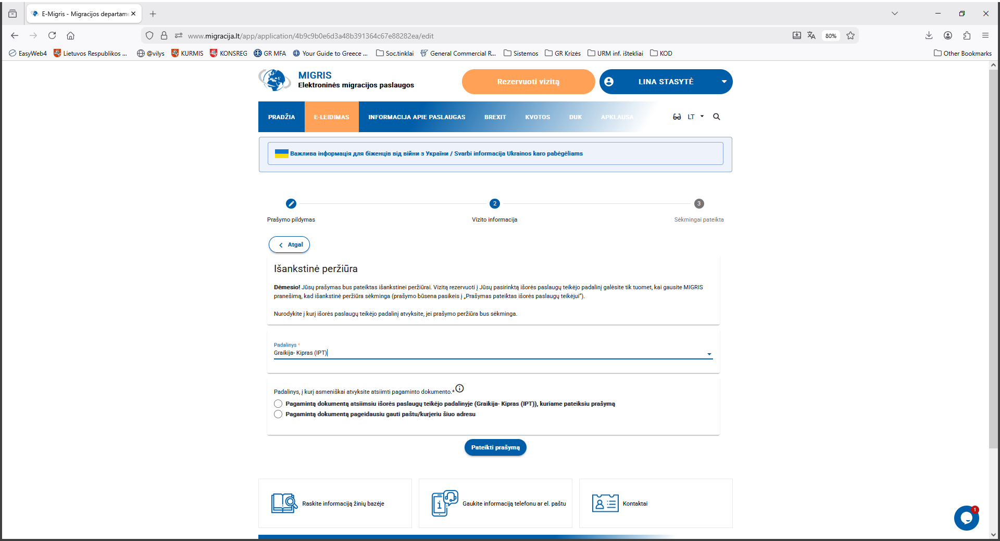 E-Migris - Migracijos departame
www.migracija.lt/app/application/4b9c9b0e6d3a48b391364c67e88282ea/edit
80%
EasyWeb4
Lietuvos Respublikos ...
@vilys
KURMIS
KONSREG
GR MFA
Your Guide to Greece ...
Soc.tinklai
General Commercial R...
Sistemos
GR Krizės
URM inf. ištekliai
KOD
Other Bookmarks
MIGRIS
Elektroninės migracijos paslaugos
Rezervuoti vizitą
LINA STASYTĖ
PRADŽIA
E-LEIDIMAS
INFORMACIJA APIE PASLAUGAS
BREXIT
KVOTOS
DUK
APKLAUSA
LT
Важлива інформація для біженців від війни з України / Svarbi informacija Ukrainos karo pabėgėliams
2
3
Prašymo pildymas
Vizito informacija
Sėkmingai pateikta
Atgal
Išankstinė peržiūra
Dėmesio! Jūsų prašymas bus pateiktas išankstinei peržiūrai. Vizitą rezervuoti į Jūsų pasirinktą išorės paslaugų teikėjo padalinį galėsite tik tuomet, kai gausite MIGRIS
pranešimą, kad išankstinė peržiūra sėkminga (prašymo būsena pasikeis į „Prašymas pateiktas išorės paslaugų teikėjui“).
Nurodykite į kurį išorės paslaugų teikėjo padalinį atvyksite, jei prašymo peržiūra bus sėkminga.
Padalinys *
Graikija- Kipras (IPT)
Padalinys, į kurį asmeniškai atvyksite atsiimti pagaminto dokumento.*
Pagamintą dokumentą atsiimsiu išorės paslaugų teikėjo padalinyje (Graikija- Kipras (IPT)), kuriame pateiksiu prašymą
Pagamintą dokumentą pageidausiu gauti paštu/kurjeriu šiuo adresu
Pateikti prašymą
Raskite informaciją žinių bazėje
Gaukite informaciją telefonu ar el. paštu
Kontaktai
1